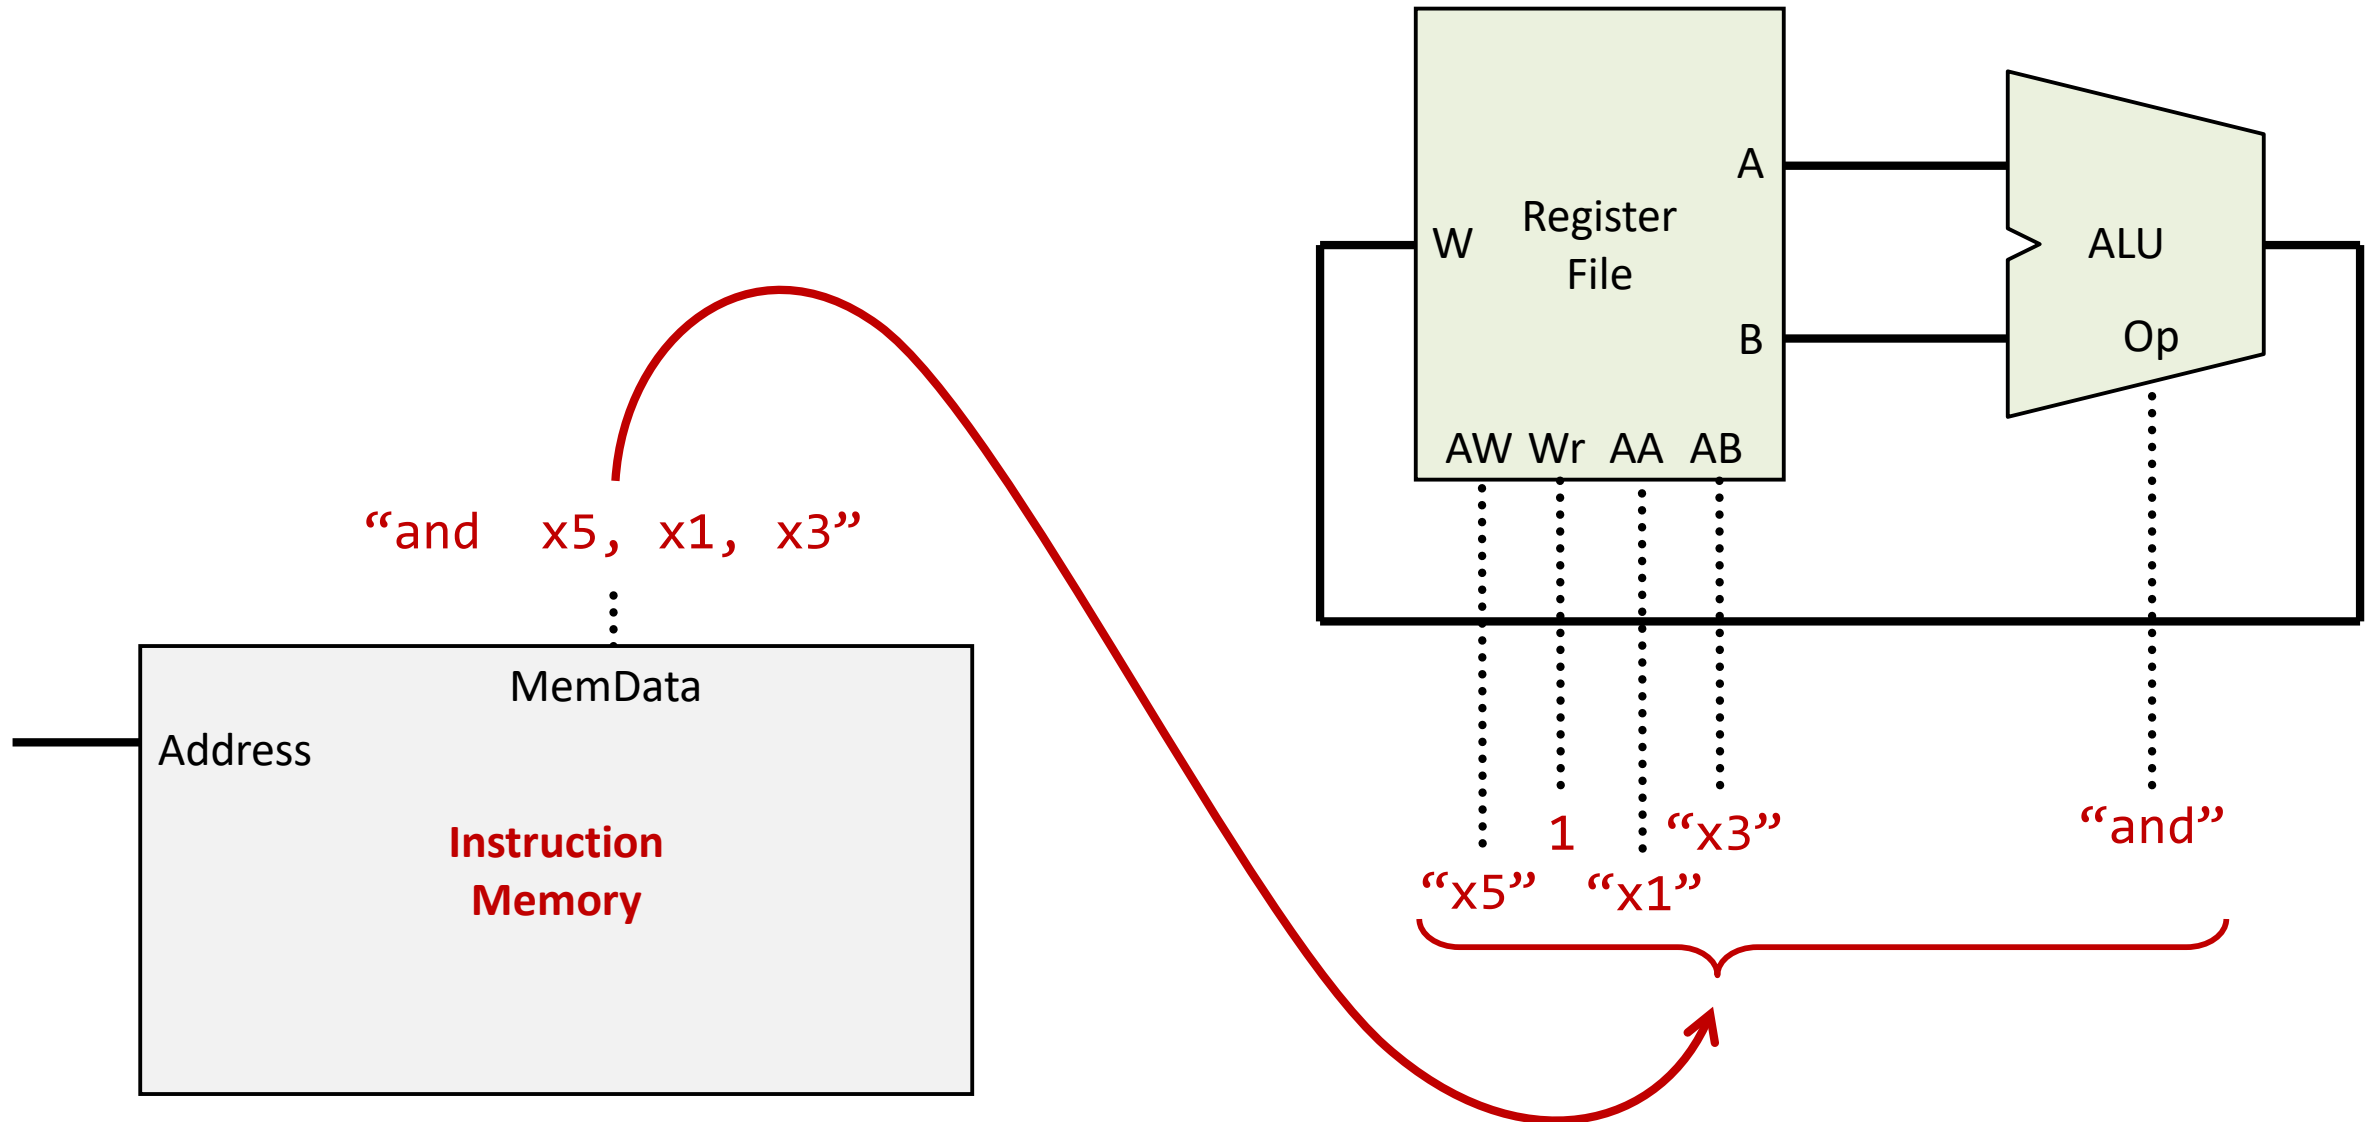 A
Register
File
W
ALU
B
Op
AW Wr AA AB
“and x5, x1, x3”
MemData
Address
Instruction
Memory
1 “x3”
“and”
“x5” “x1”